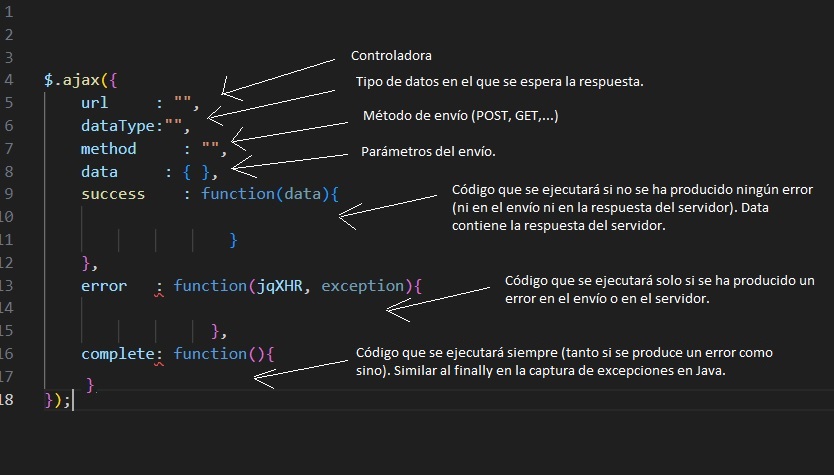 1
2
3
Controladora
4 $.ajax({
Tipo de datos en el que se espera la respuesta.
5 url : "",
6 dataType:"",
Método de envío (POST, GET,...)
7 method : "",
Parámetros del envío.
8 data : { },
9 success : function(data){
Código que se ejecutará si no se ha producido ningún error
(ni en el envío ni en la respuesta del servidor). Data
contiene la respuesta del servidor.
10
11 }
12 },
13 error : function(jqXHR, exception){
Código que se ejecutará solo si se ha producido un
error en el envío o en el servidor.
14
15 },
16 complete: function(){
Código que se ejecutará siempre (tanto si se produce un error como
sino). Similar al finally en la captura de excepciones en Java.
17 }
18 });